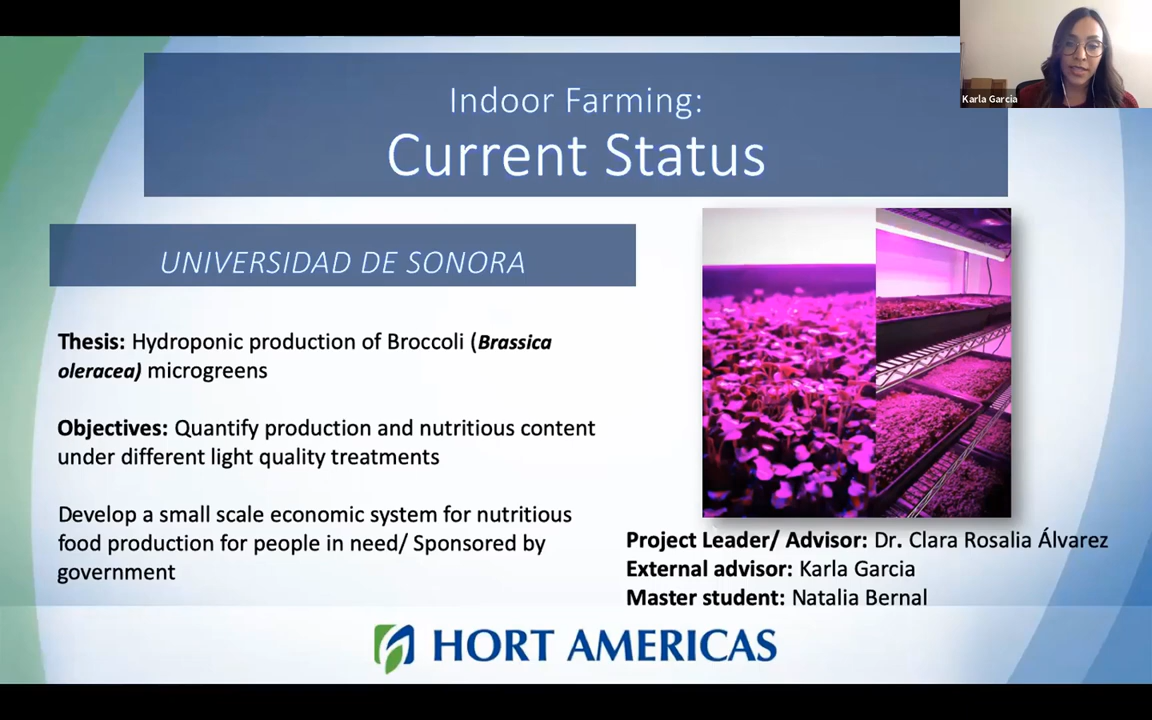 Karla Garcia
Indoor Farming:
Current Status
UNIVERSIDAD DE SONORA
Thesis: Hydroponic production of Broccoli (Brassica
oleracea) microgreens
Objectives: Quantify production and nutritious content
under different light quality treatments
Develop a small scale economic system for nutritious
food production for people in need/ Sponsored by
government
Project Leader/ Advisor: Dr. Clara Rosalia Álvarez
External advisor: Karla Garcia
Master student: Natalia Bernal
HORT AMERICAS